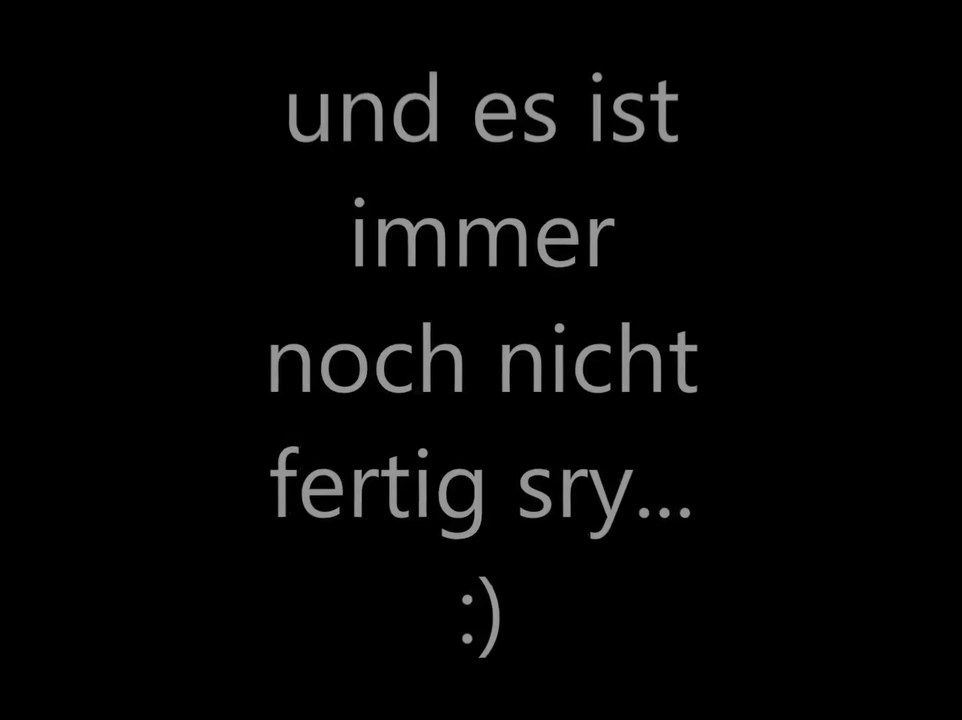 und es ist
immer
noch nicht
fertig sry...
:)